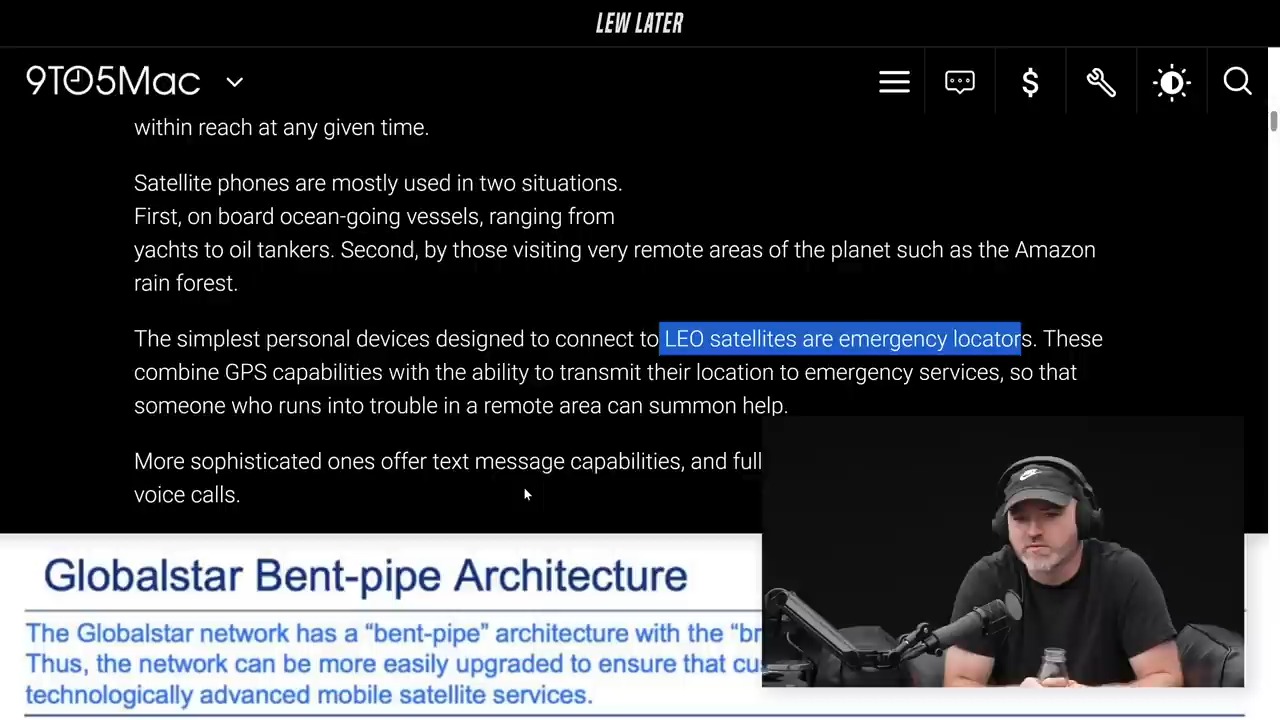 LEW LATER
9TO5Mac
within reach at any given time.
Satellite phones are mostly used in two situations.
First, on board ocean-going vessels, ranging from
yachts to oil tankers. Second, by those visiting very remote areas of the planet such as the Amazon
rain forest.
The simplest personal devices designed to connect to LEO satellites are emergency locators. These
combine GPS capabilities with the ability to transmit their location to emergency services, so that
someone who runs into trouble in a remote area can summon help.
More sophisticated ones offer text message capabilities, and full
voice calls.
Globalstar Bent-pipe Architecture
The Globalstar network has a “bent-pipe” architecture with the “br
Thus, the network can be more easily upgraded to ensure that cus
technologically advanced mobile satellite services.